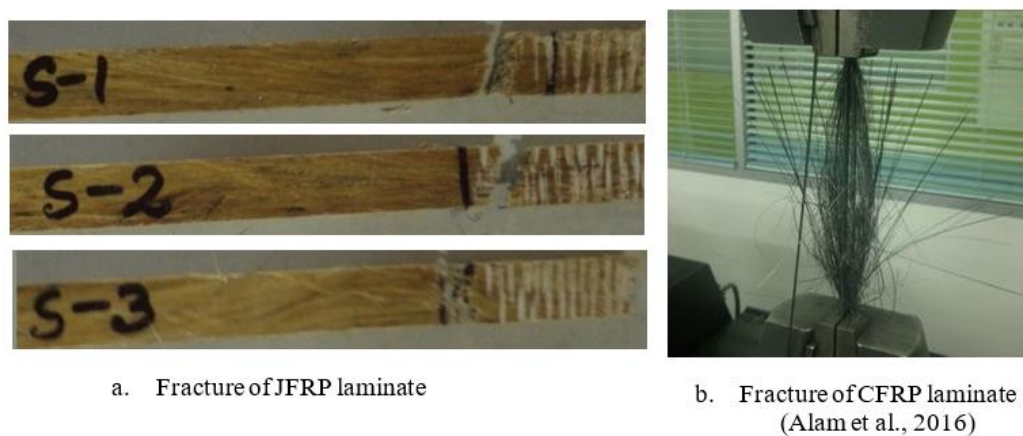 S-1
S-2
S-3
a. Fracture of JFRP laminate
b. Fracture of CFRP laminate
(Alam et al., 2016)